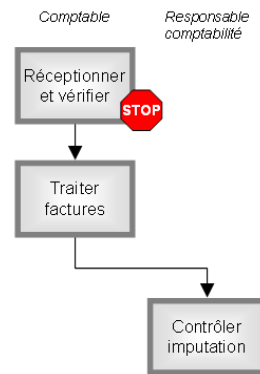 Comptable
Responsable
comptabilité
Réceptionner
et vérifier
STOP
Traiter
factures
Contrôler
imputation